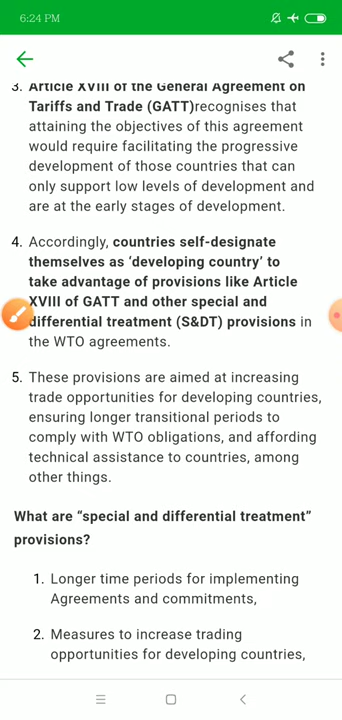 6:24 PM
3. Article XVIII of the General Agreement on
Tariffs and Trade (GATT)recognises that
attaining the objectives of this agreement
would require facilitating the progressive
development of those countries that can
only support low levels of development and
are at the early stages of development.
4. Accordingly, countries self-designate
themselves as ‘developing country’ to
take advantage of provisions like Article
XVIII of GATT and other special and
differential treatment (S&DT) provisions in
the WTO agreements.
5. These provisions are aimed at increasing
trade opportunities for developing countries,
ensuring longer transitional periods to
comply with WTO obligations, and affording
technical assistance to countries, among
other things.
What are “special and differential treatment”
provisions?
1. Longer time periods for implementing
Agreements and commitments,
2. Measures to increase trading
opportunities for developing countries,